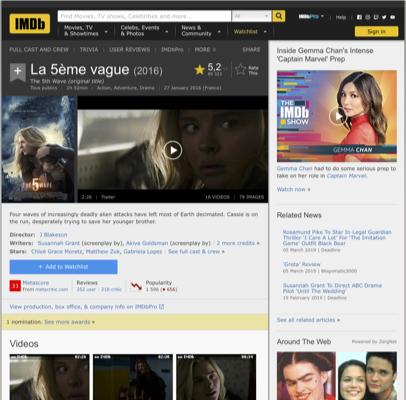 IMDb
Find Movies, TV shows, Celebrities and more...
All
IMDbPro
Help
Movies, TV & Showtimes
Celebs, Events & Photos
News & Community
Watchlist
Sign in
FULL CAST AND CREW | TRIVIA | USER REVIEWS | IMDbPro | MORE
SHARE
La 5ème vague (2016)
The 5th Wave (original title)
Tous publics | 1h 52min | Action, Adventure, Drama | 27 January 2016 (France)
5,2
Rate This
2:26 | Trailer
16 VIDEOS | 79 IMAGES
Four waves of increasingly deadly alien attacks have left most of Earth decimated. Cassie is on
the run, desperately trying to save her younger brother.
Director: J Blakeson
Writers: Susannah Grant (screenplay by), Akiva Goldsman (screenplay by) | 2 more credits »
Stars: Chloë Grace Moretz, Matthew Zuk, Gabriela Lopez | See full cast & crew »
+ Add to Watchlist
33
Metascore
From metacritic.com
Reviews
352 user | 218 critic
Popularity
View production, box office, & company info on IMDbPro
1 nomination. See more awards »
Videos
Inside Gemma Chan's Intense
'Captain Marvel' Prep
THE
IMDb
SHOW
GEMMA CHAN
Gemma Chan had to do some serious prep to
take on her role in Captain Marvel.
Watch now »
Related News
Rosamund Pike To Star In Legal Guardian
Thriller 'I Care A Lot' For 'The Imitation
Game' Outfit Black Bear
05 March 2019 | Deadline
'Greta' Review
05 March 2019 | Blogomatic3000
Susannah Grant To Direct ABC Drama
Pilot 'Until The Wedding'
19 February 2019 | Deadline
See all related articles »
Around The Web
Powered by ZergNet